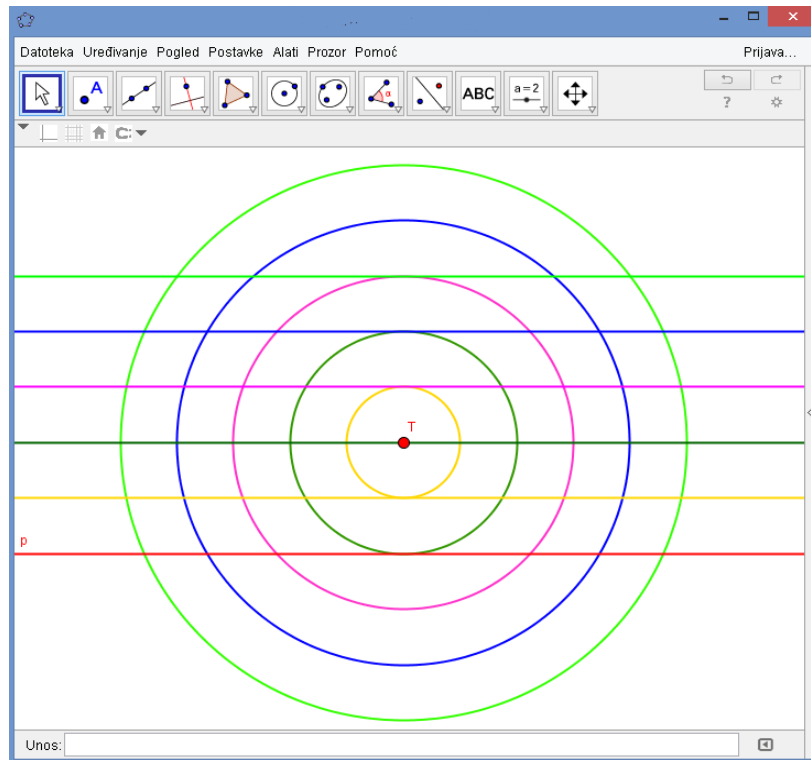 Datoteka Uređivanje Pogled Postavke Alati Prozor Pomoć Prijava...
A α ABC a=2 ?
T
p
Unos: